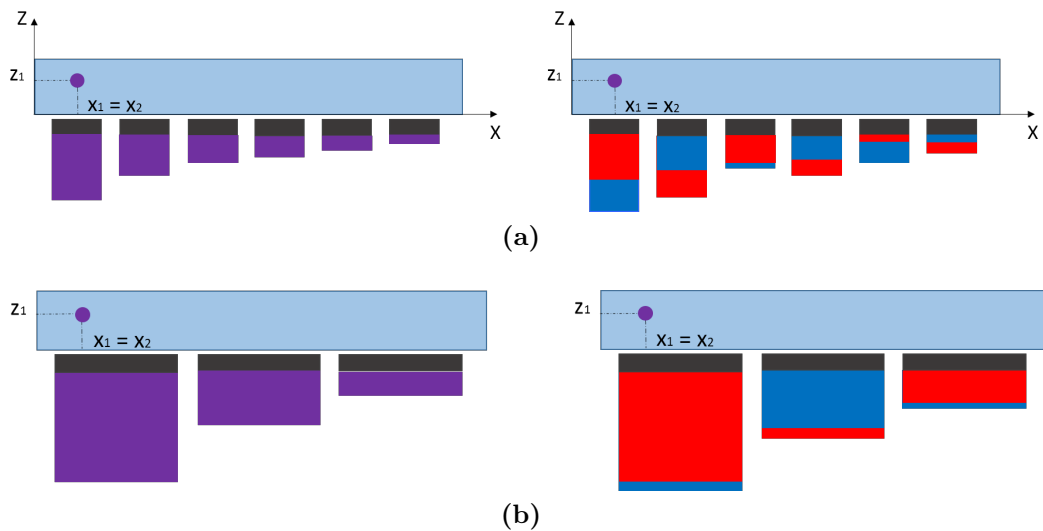 Z
Z
z₁
z₁
x₁ = x₂
x₁ = x₂
X
X
(a)
z₁
z₁
x₁ = x₂
x₁ = x₂
(b)